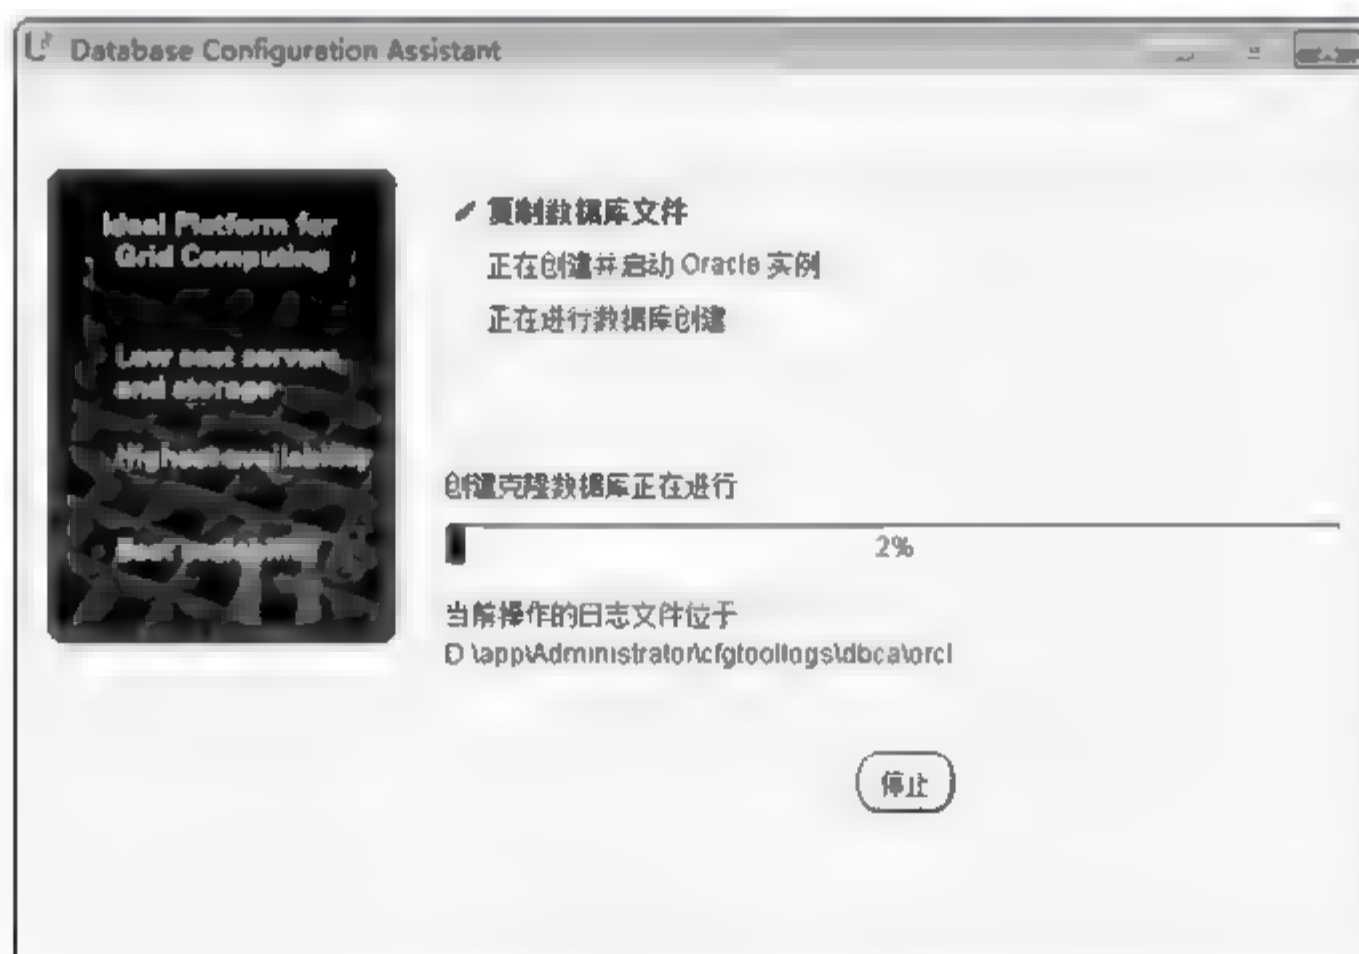 Database Configuration Assistant
Ideal Platform for
Grid Computing
Low cost servers
and storage
Highest availability
复制数据库文件
正在创建并启动 Oracle 实例
正在进行数据库创建
创建克隆数据库正在进行
2%
当前操作的日志文件位于
D \app\Administrator\cfgtoollogs\dbca\orcl
停止